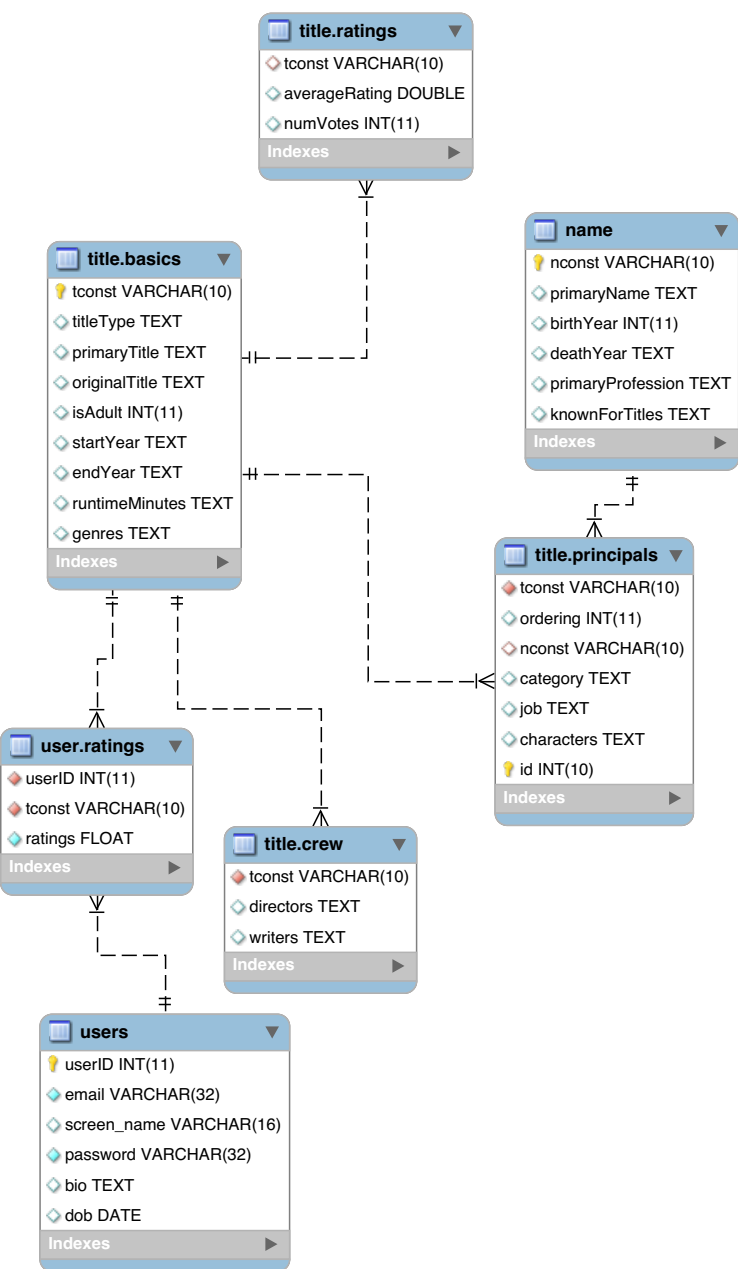 title.ratings
tconst VARCHAR(10)
averageRating DOUBLE
numVotes INT(11)
Indexes
title.basics
tconst VARCHAR(10)
titleType TEXT
primaryTitle TEXT
originalTitle TEXT
isAdult INT(11)
startYear TEXT
endYear TEXT
runtimeMinutes TEXT
genres TEXT
Indexes
name
nconst VARCHAR(10)
primaryName TEXT
birthYear INT(11)
deathYear TEXT
primaryProfession TEXT
knownForTitles TEXT
Indexes
title.principals
tconst VARCHAR(10)
ordering INT(11)
nconst VARCHAR(10)
category TEXT
job TEXT
characters TEXT
id INT(10)
Indexes
user.ratings
userID INT(11)
tconst VARCHAR(10)
ratings FLOAT
Indexes
title.crew
tconst VARCHAR(10)
directors TEXT
writers TEXT
Indexes
users
userID INT(11)
email VARCHAR(32)
screen_name VARCHAR(16)
password VARCHAR(32)
bio TEXT
dob DATE
Indexes